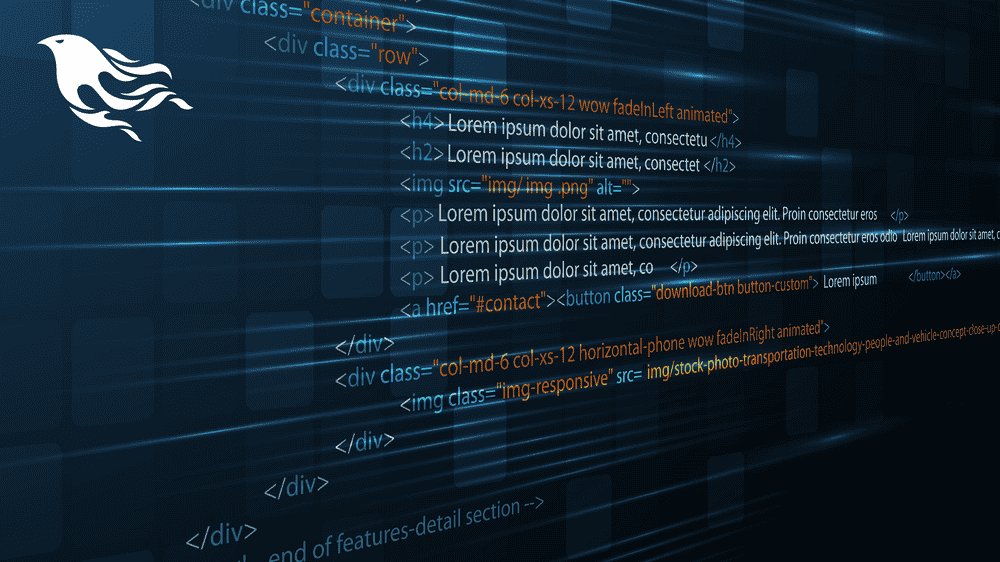 <div class="container">
<div class="row">
<div class="col-md-6 col-xs-12 wow fadeInLeft animated">
<h4> Lorem ipsum dolor sit amet, consectetu </h4>
<h2> Lorem ipsum dolor sit amet, consectet </h2>
<img src="img/ img .png" alt="">
<p> Lorem ipsum dolor sit amet, consectetur adipiscing elit. Proin consectetur eros </p>
<p> Lorem ipsum dolor sit amet, consectetur adipiscing elit. Proin consectetur eros odio Lorem ipsum dolor sit amet, c
<p> Lorem ipsum dolor sit amet, co </p>
<a href="#contact"><button class="download-btn button-custom"> Lorem ipsum </button></a>
</div>
<div class="col-md-6 col-xs-12 horizontal-phone wow fadeInRight animated">
<img class="img-responsive" src= img/stock-photo-transportation-technology-people-and-vehicle-concept-close-up-
</div>
</div>
</div>
end of features-detail section -->